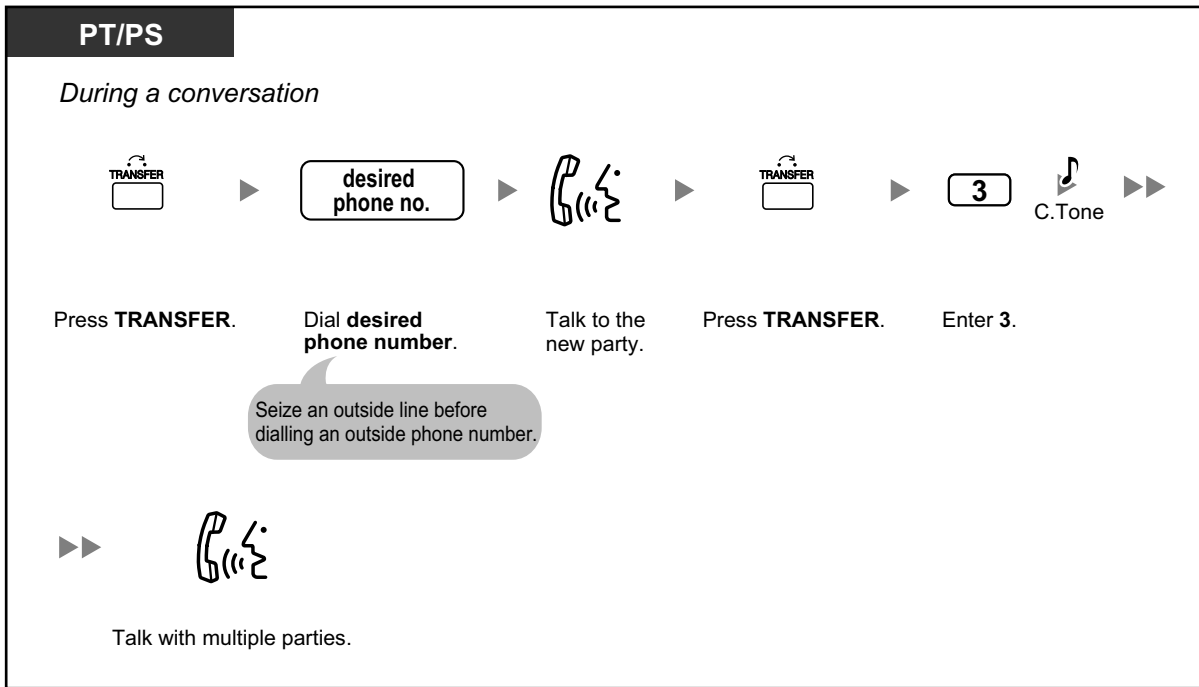 PT/PS
During a conversation
TRANSFER
desired
phone no.
TRANSFER
3
C.Tone
Press TRANSFER.
Dial desired
phone number.
Talk to the
new party.
Press TRANSFER.
Enter 3.
Seize an outside line before
dialling an outside phone number.
Talk with multiple parties.